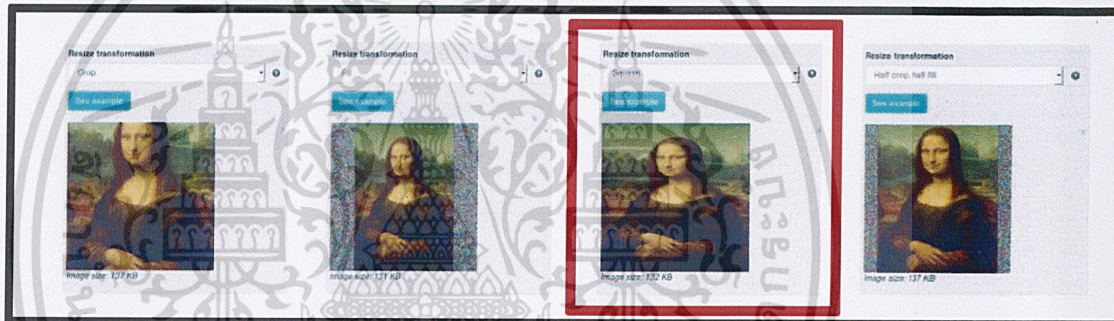 Resize transformation
Crop
See example
Image size: 137 KB
Resize transformation
Fill
See example
Image size: 131 KB
Resize transformation
Squash
See example
Image size: 132 KB
Resize transformation
Half crop, half fill
See example
Image size: 137 KB